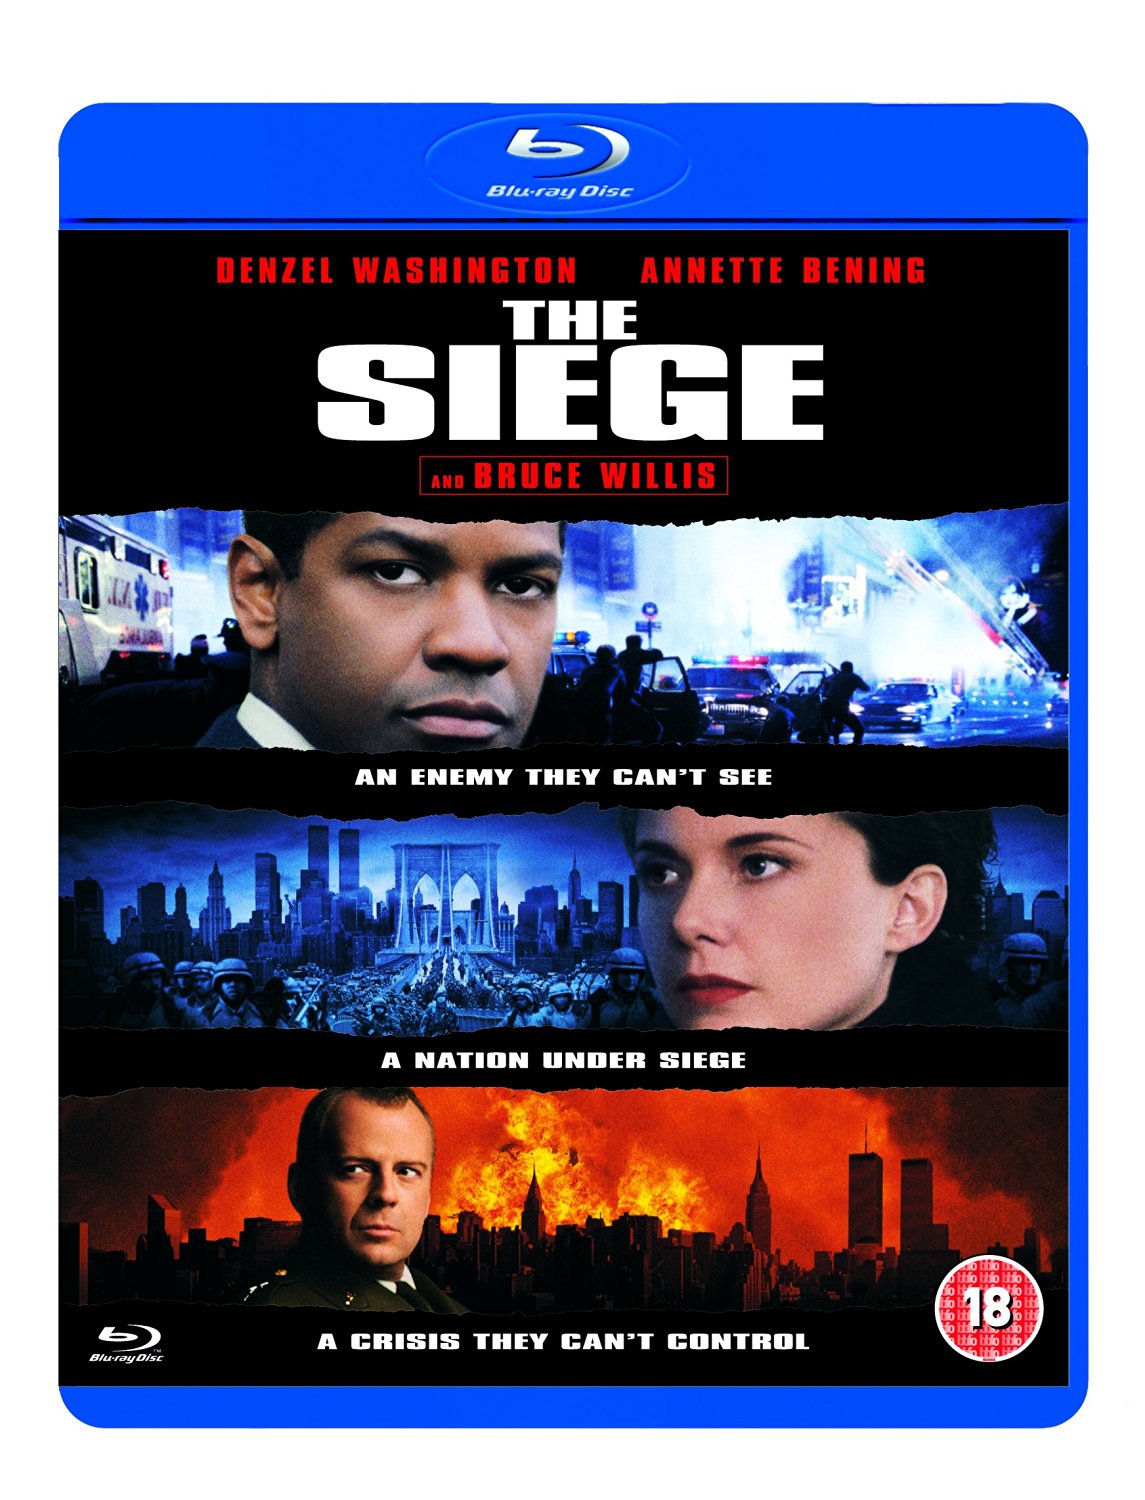 Blu-ray Disc
DENZEL WASHINGTON ANNETTE BENING
THE
SIEGE
AND BRUCE WILLIS
AN ENEMY THEY CAN'T SEE
A NATION UNDER SIEGE
A CRISIS THEY CAN'T CONTROL
18
Blu-ray Disc